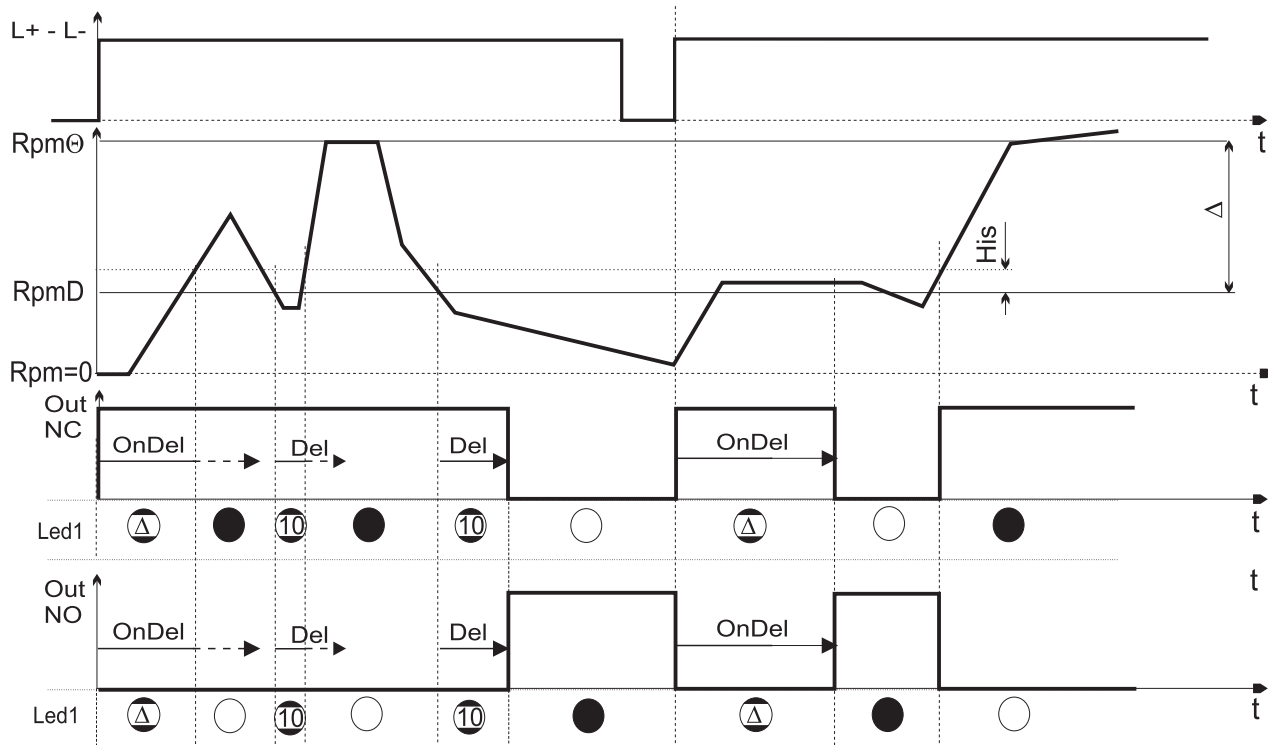 L+ - L-
t
RpmΘ
Δ
His
RpmD
Rpm=0
t
Out
NC
OnDel
Del
Del
OnDel
Led1
Δ
10
10
Δ
t
Out
NO
t
OnDel
Del
Del
OnDel
Led1
Δ
10
10
Δ
t